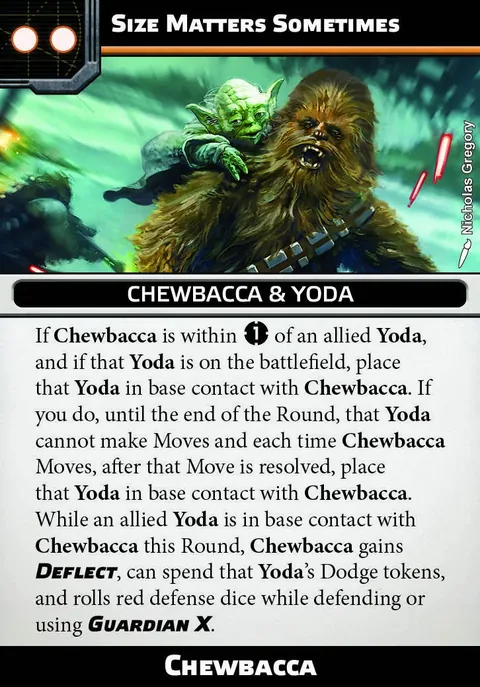 Size Matters Sometimes
Nicholas Gregory
CHEWBACCA & YODA
If Chewbacca is within 1 of an allied Yoda,
and if that Yoda is on the battlefield, place
that Yoda in base contact with Chewbacca. If
you do, until the end of the Round, that Yoda
cannot make Moves and each time Chewbacca
Moves, after that Move is resolved, place
that Yoda in base contact with Chewbacca.
While an allied Yoda is in base contact with
Chewbacca this Round, Chewbacca gains
Deflect, can spend that Yoda's Dodge tokens,
and rolls red defense dice while defending or
using Guardian X.
Chewbacca